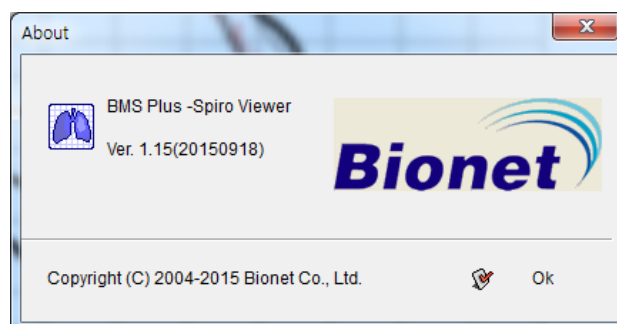 About
BMS Plus -Spiro Viewer
Ver. 1.15(20150918)
Bionet
Copyright (C) 2004-2015 Bionet Co., Ltd.
Ok